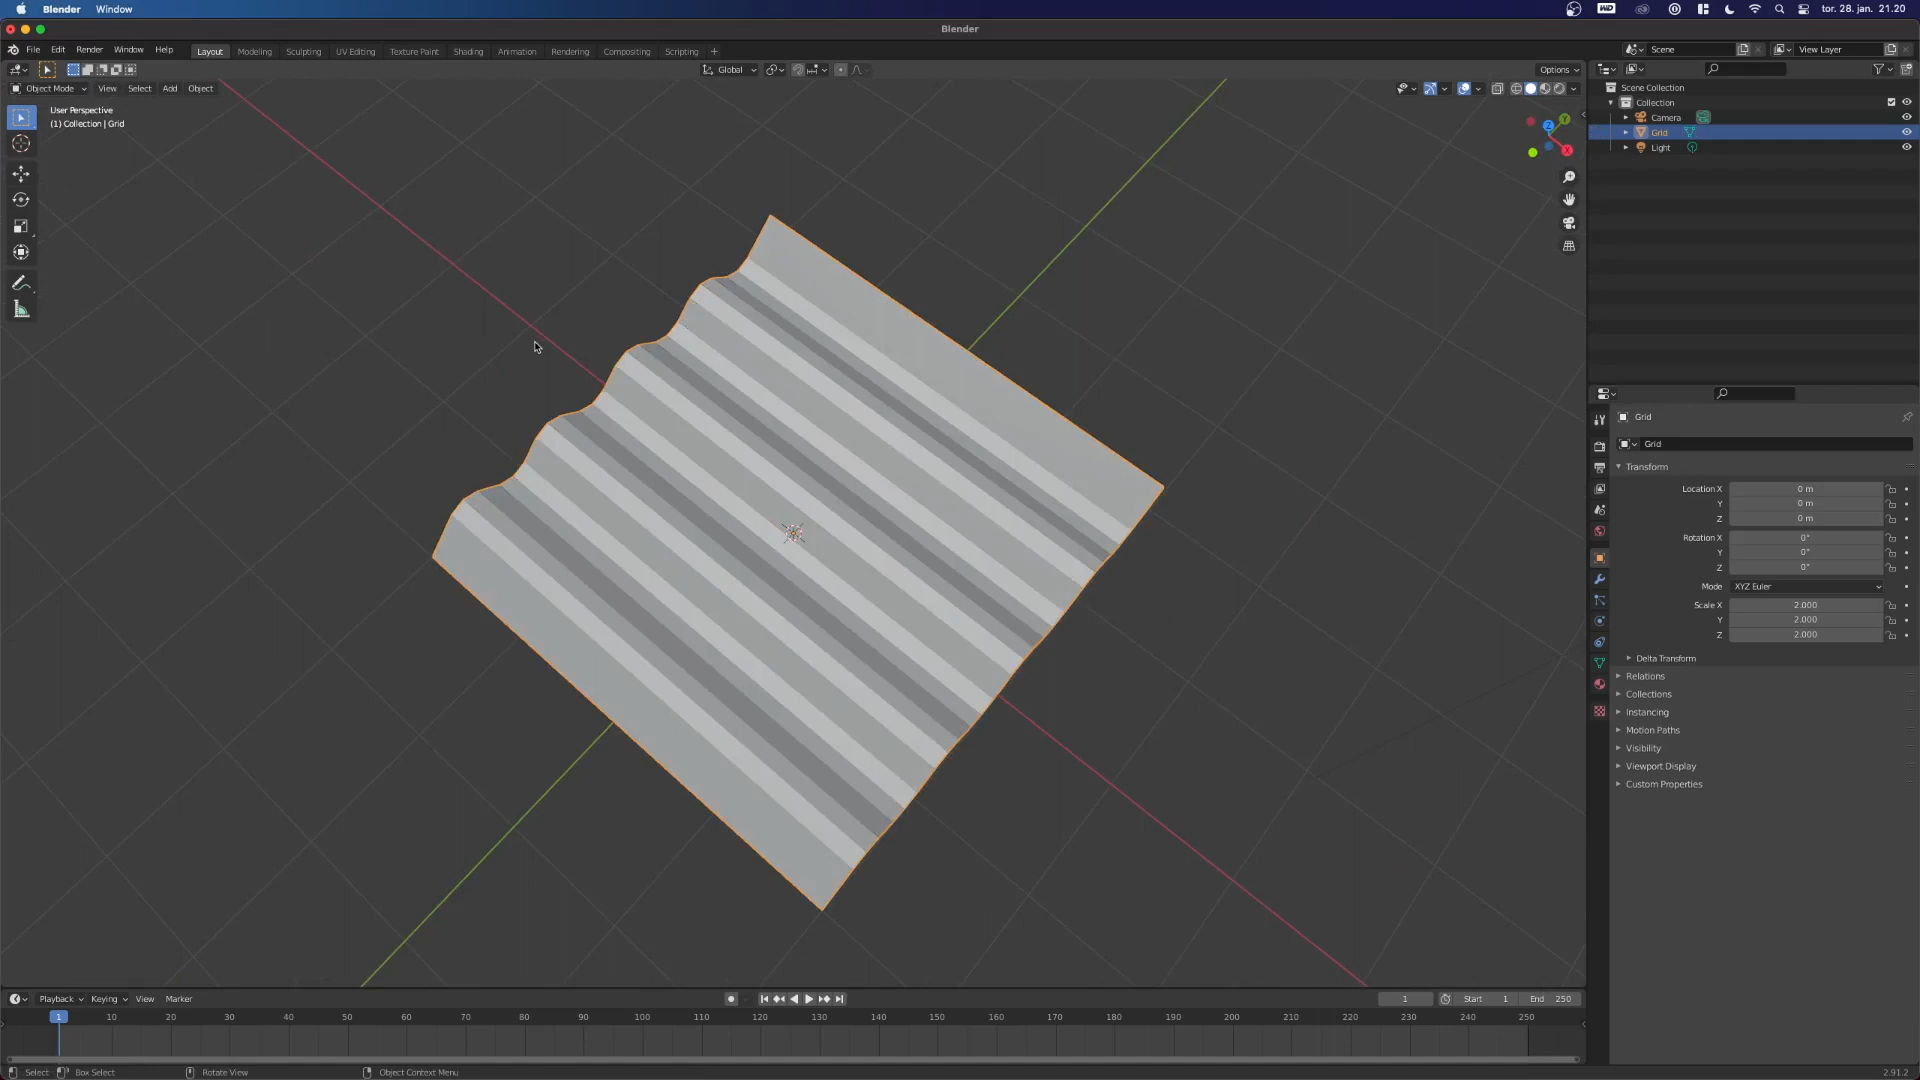 Blender Window tor. 28. jan. 21.20
Blender
File Edit Render Window Help Layout Modeling Sculpting UV Editing Texture Paint Shading Animation Rendering Compositing Scripting + Scene View Layer
Global Options
Object Mode View Select Add Object
User Perspective
(1) Collection | Grid
Z Y X
Scene Collection
Collection
Camera
Grid
Light
Grid
Grid
Transform
Location X 0 m
Y 0 m
Z 0 m
Rotation X 0°
Y 0°
Z 0°
Mode XYZ Euler
Scale X 2.000
Y 2.000
Z 2.000
Delta Transform
Relations
Collections
Instancing
Motion Paths
Visibility
Viewport Display
Custom Properties
Playback Keying View Marker 1 Start 1 End 250
1 10 20 30 40 50 60 70 80 90 100 110 120 130 140 150 160 170 180 190 200 210 220 230 240 250
Select Box Select Rotate View Object Context Menu 2.91.2